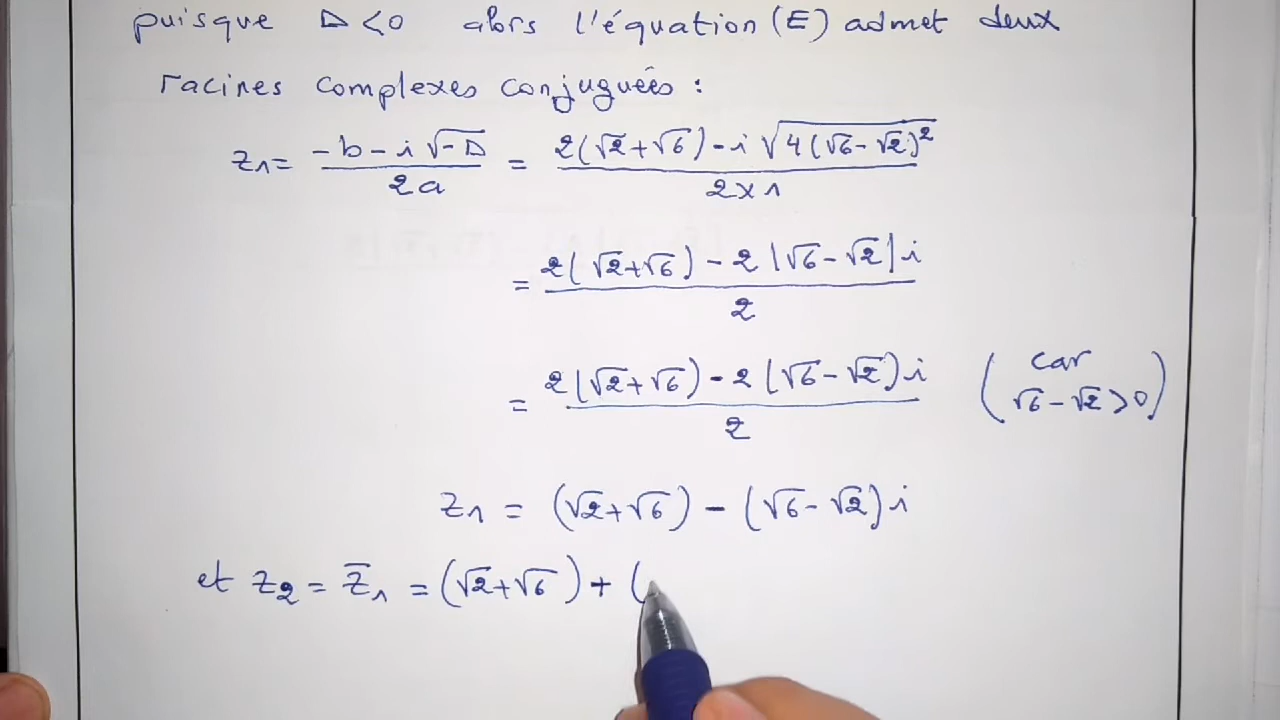 puisque Δ<0 alors l'équation (E) admet deux
racines complexes conjuguées :
z₁ = (-b - i√-Δ)/(2a) = (2(√2+√6) - i√(4(√6-√2)²))/(2×1)
= (2(√2+√6) - 2|√6-√2|i)/2
= (2(√2+√6) - 2(√6-√2)i)/2 (car √6-√2>0)
z₁ = (√2+√6) - (√6-√2)i
et z₂ = z̄₁ = (√2+√6) + (